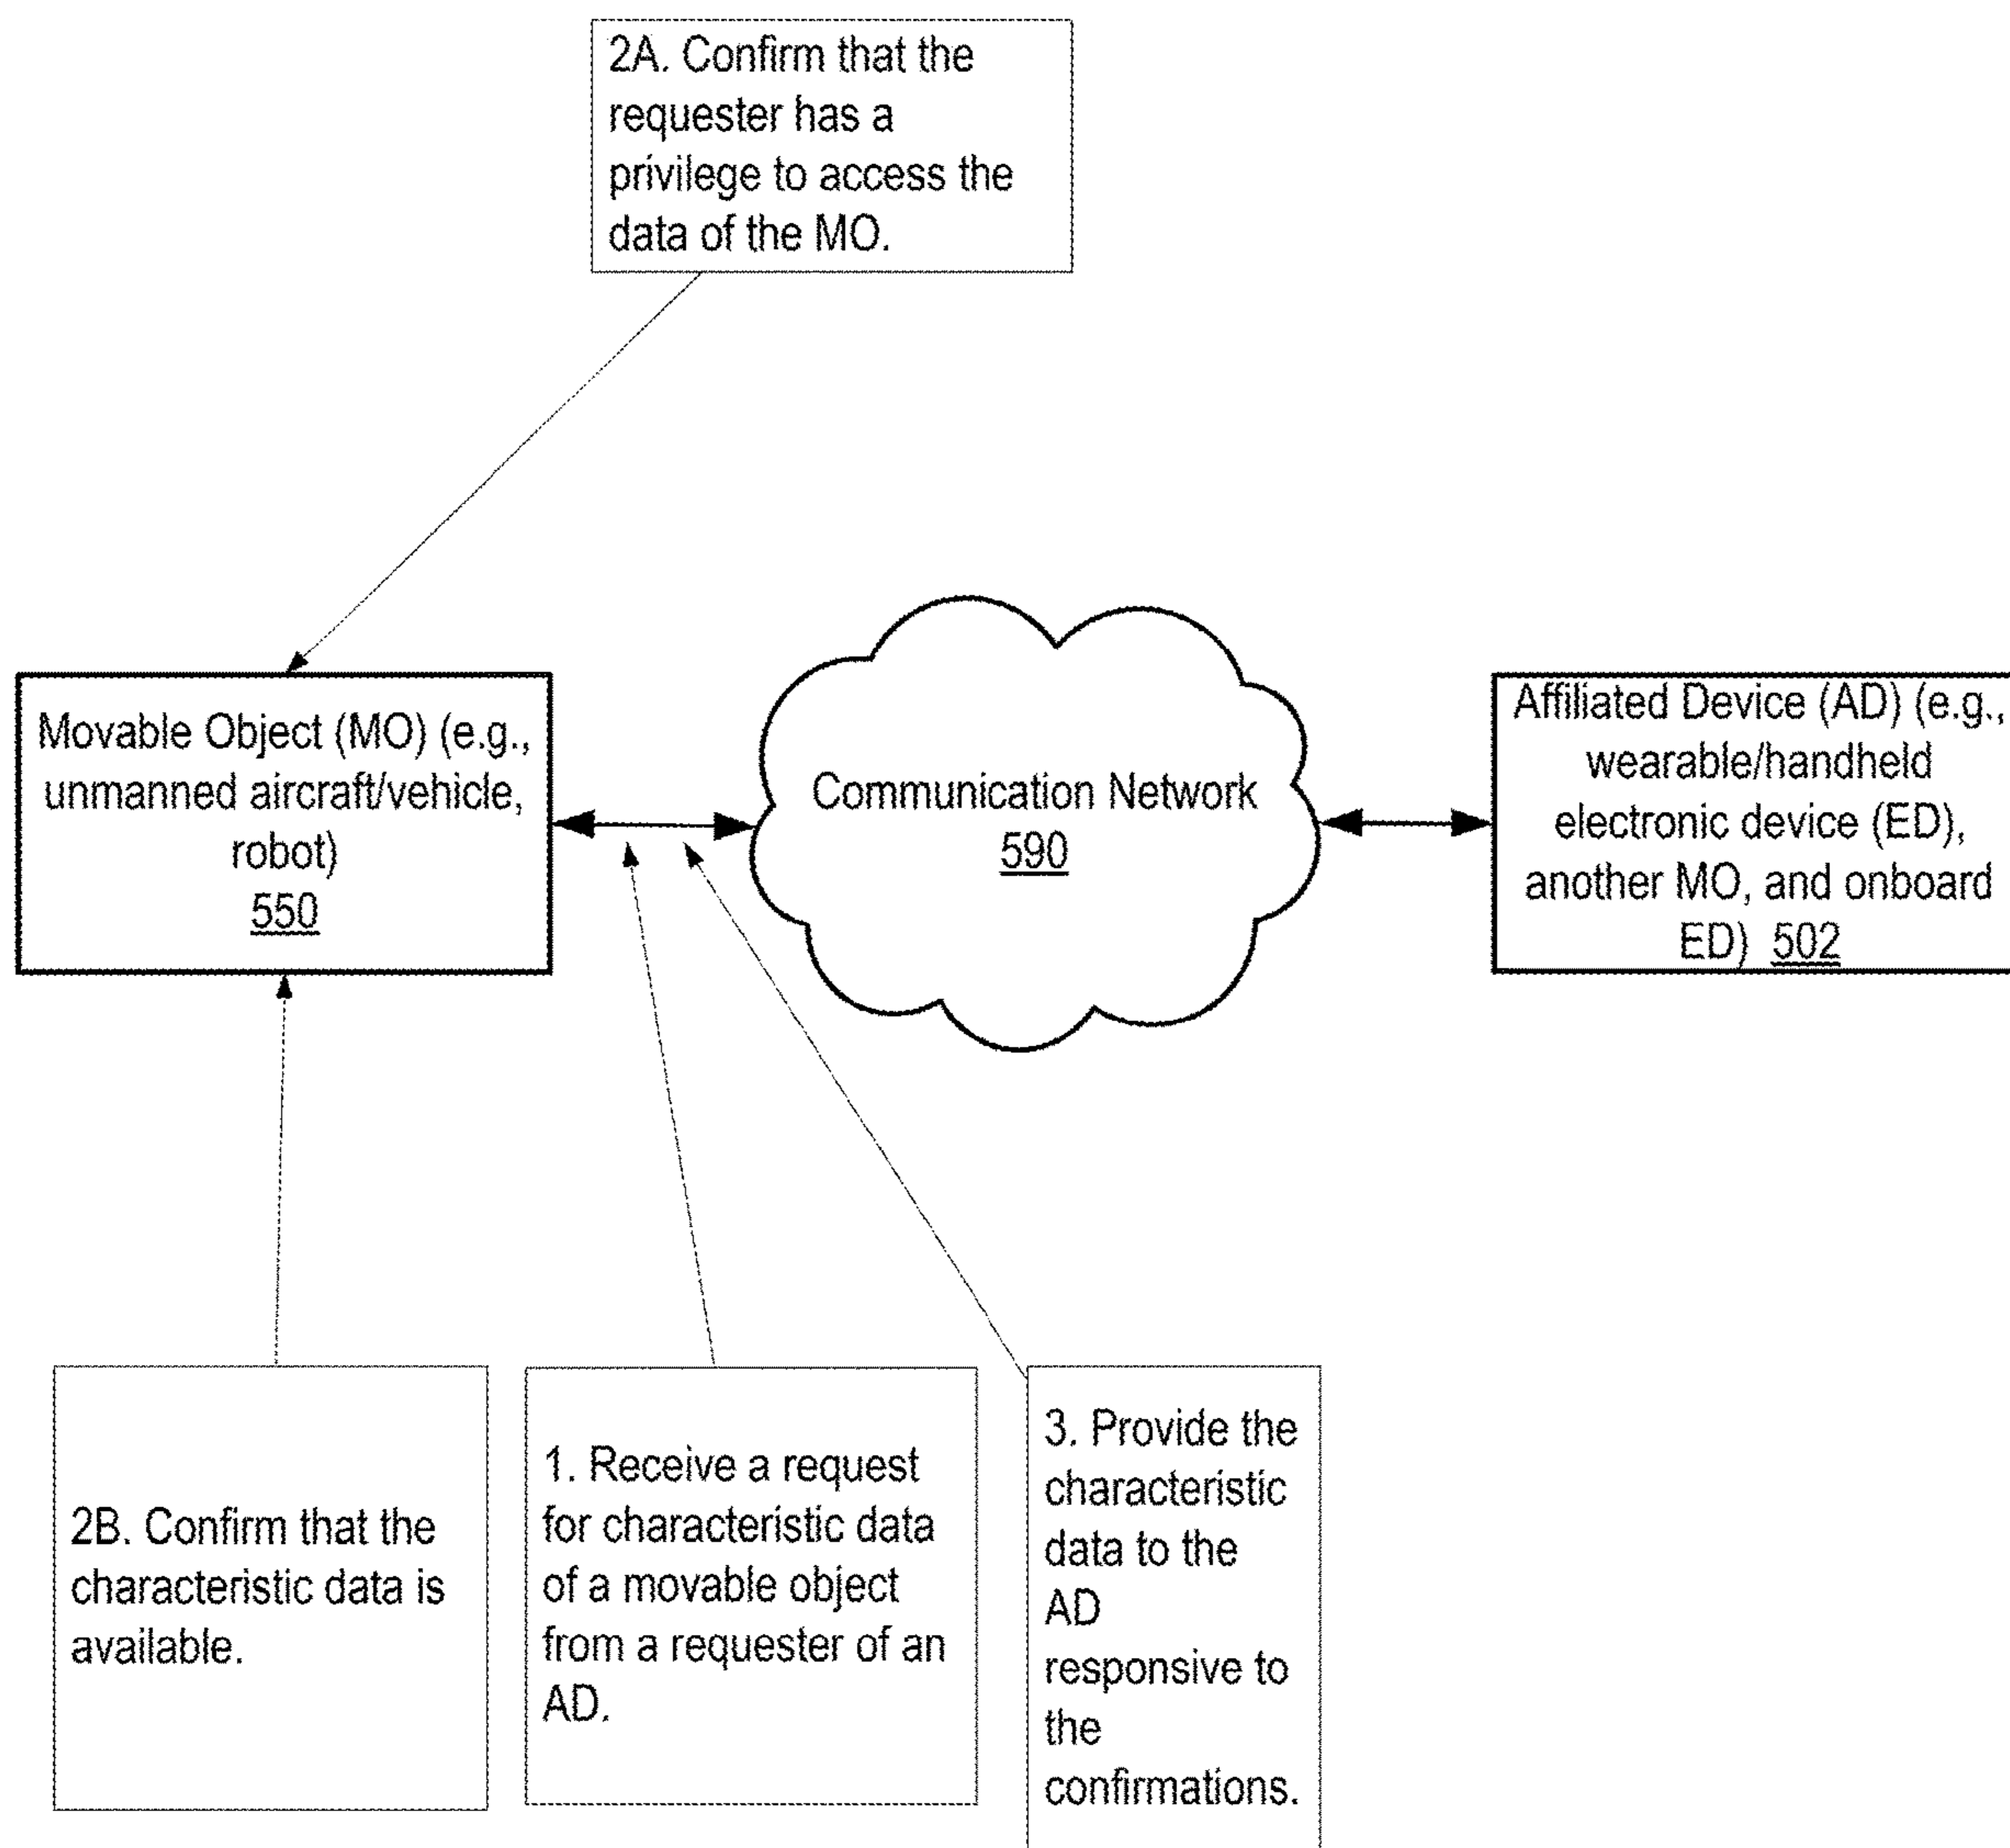 2A. Confirm that the
requester has a
privilege to access the
data of the MO.
Movable Object (MO) (e.g.,
unmanned aircraft/vehicle,
robot)
550
Communication Network
590
Affiliated Device (AD) (e.g.,
wearable/handheld
electronic device (ED),
another MO, and onboard
ED) 502
2B. Confirm that the
characteristic data is
available.
1. Receive a request
for characteristic data
of a movable object
from a requester of an
AD.
3. Provide the
characteristic
data to the
AD
responsive to
the
confirmations.